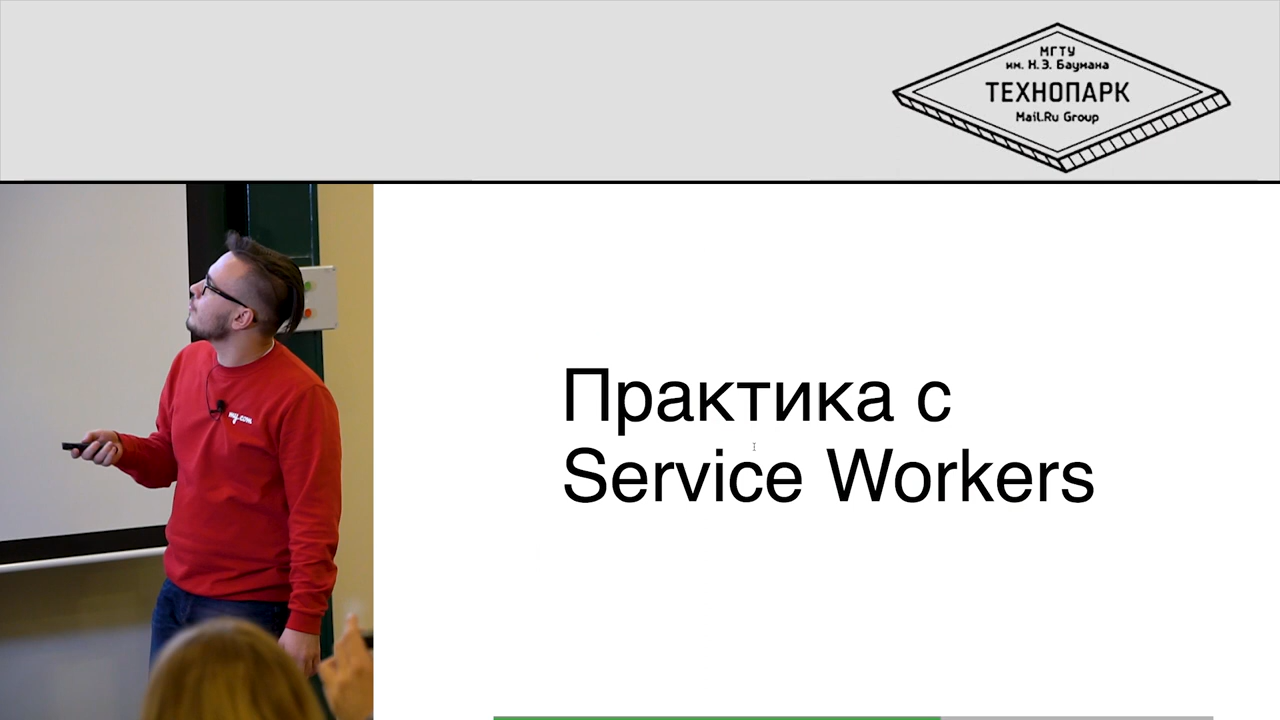 МГТУ
им. Н.Э. Баумана
ТЕХНОПАРК
Mail.Ru Group
Практика с
Service Workers